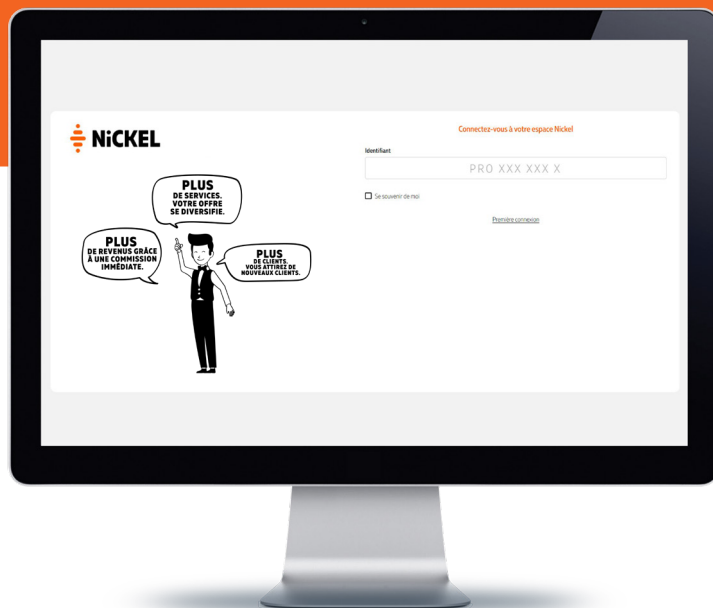 NiCKEL
PLUS
DE SERVICES.
VOTRE OFFRE
SE DIVERSIFIE.
PLUS
DE REVENUS GRÂCE
À UNE COMMISSION
IMMÉDIATE.
PLUS
DE CLIENTS.
VOUS ATTIREZ DE
NOUVEAUX CLIENTS.
Connectez-vous à votre espace Nickel
Identifiant
PRO XXX XXX X
Se souvenir de moi
Première connexion